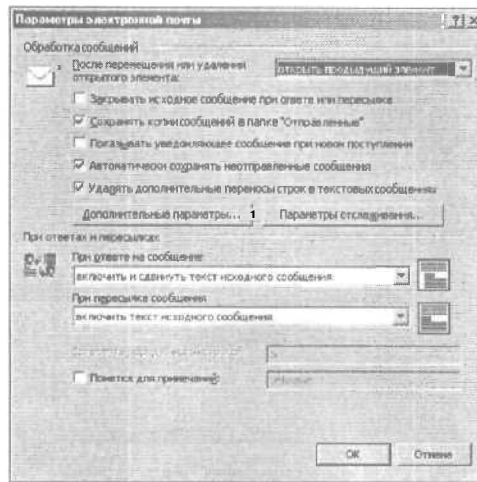 Параметры электронной почты
Обработка сообщений
После перемещения или удаления
открытого элемента:
открыть предыдущий элемент
Закрывать исходное сообщение при ответе или пересылке
Сохранять копии сообщений в папке "Отправленные"
Показывать уведомляющее сообщение при новом поступлении
Автоматически сохранять неотправленные сообщения
Удалять дополнительные переносы строк в текстовых сообщениях
Дополнительные параметры... 1 Параметры отслеживания...
При ответах и пересылках
При ответе на сообщение
включить и сдвинуть текст исходного сообщения
При пересылке сообщения
включить текст исходного сообщения
Пометка для примечаний:
ОК Отмена